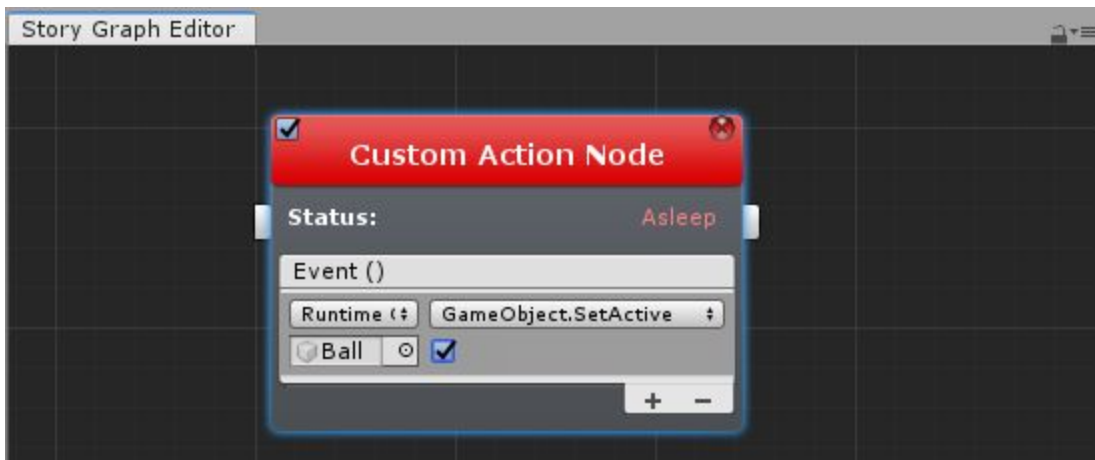 Story Graph Editor
Custom Action Node
Status: Asleep
Event ()
Runtime ( GameObject.SetActive
Ball
+ −